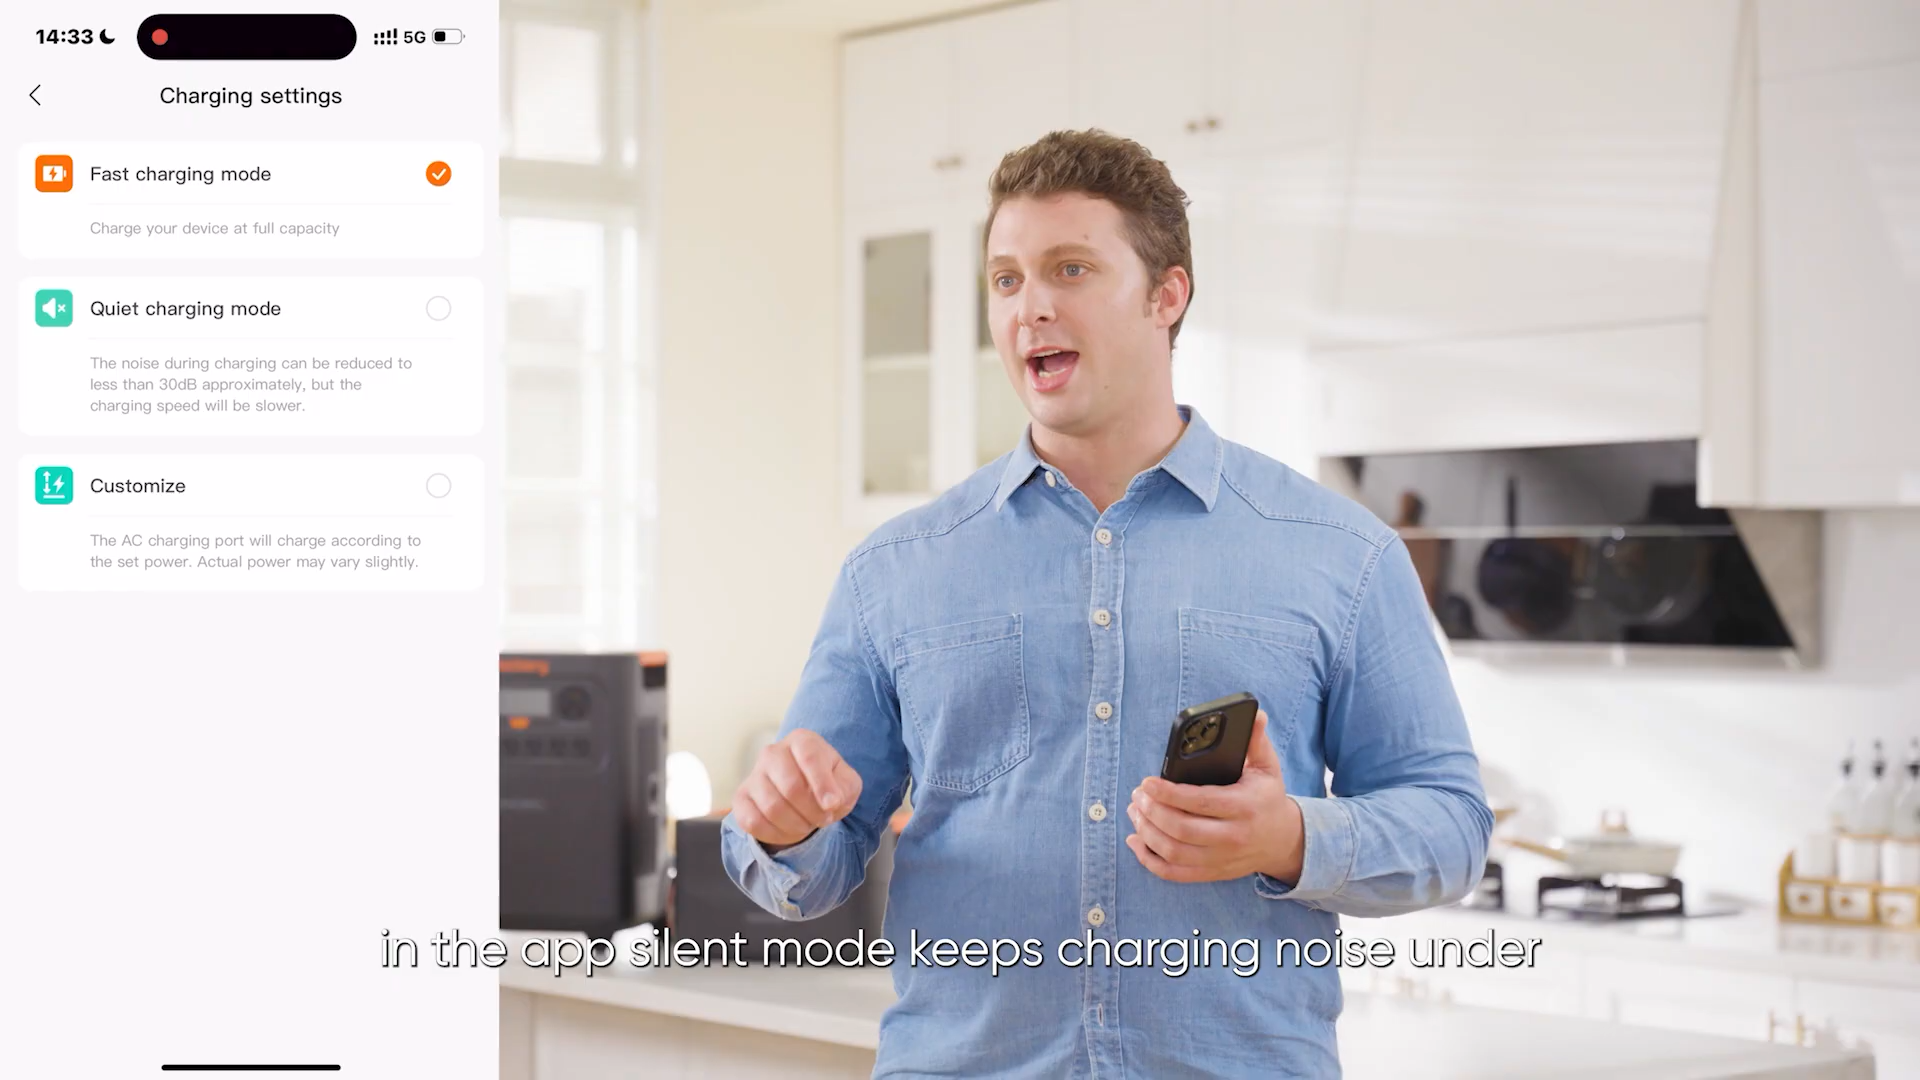 14:33
5G
Charging settings
Fast charging mode
Charge your device at full capacity
Quiet charging mode
The noise during charging can be reduced to
less than 30dB approximately, but the
charging speed will be slower.
Customize
The AC charging port will charge according to
the set power. Actual power may vary slightly.
in the app silent mode keeps charging noise under